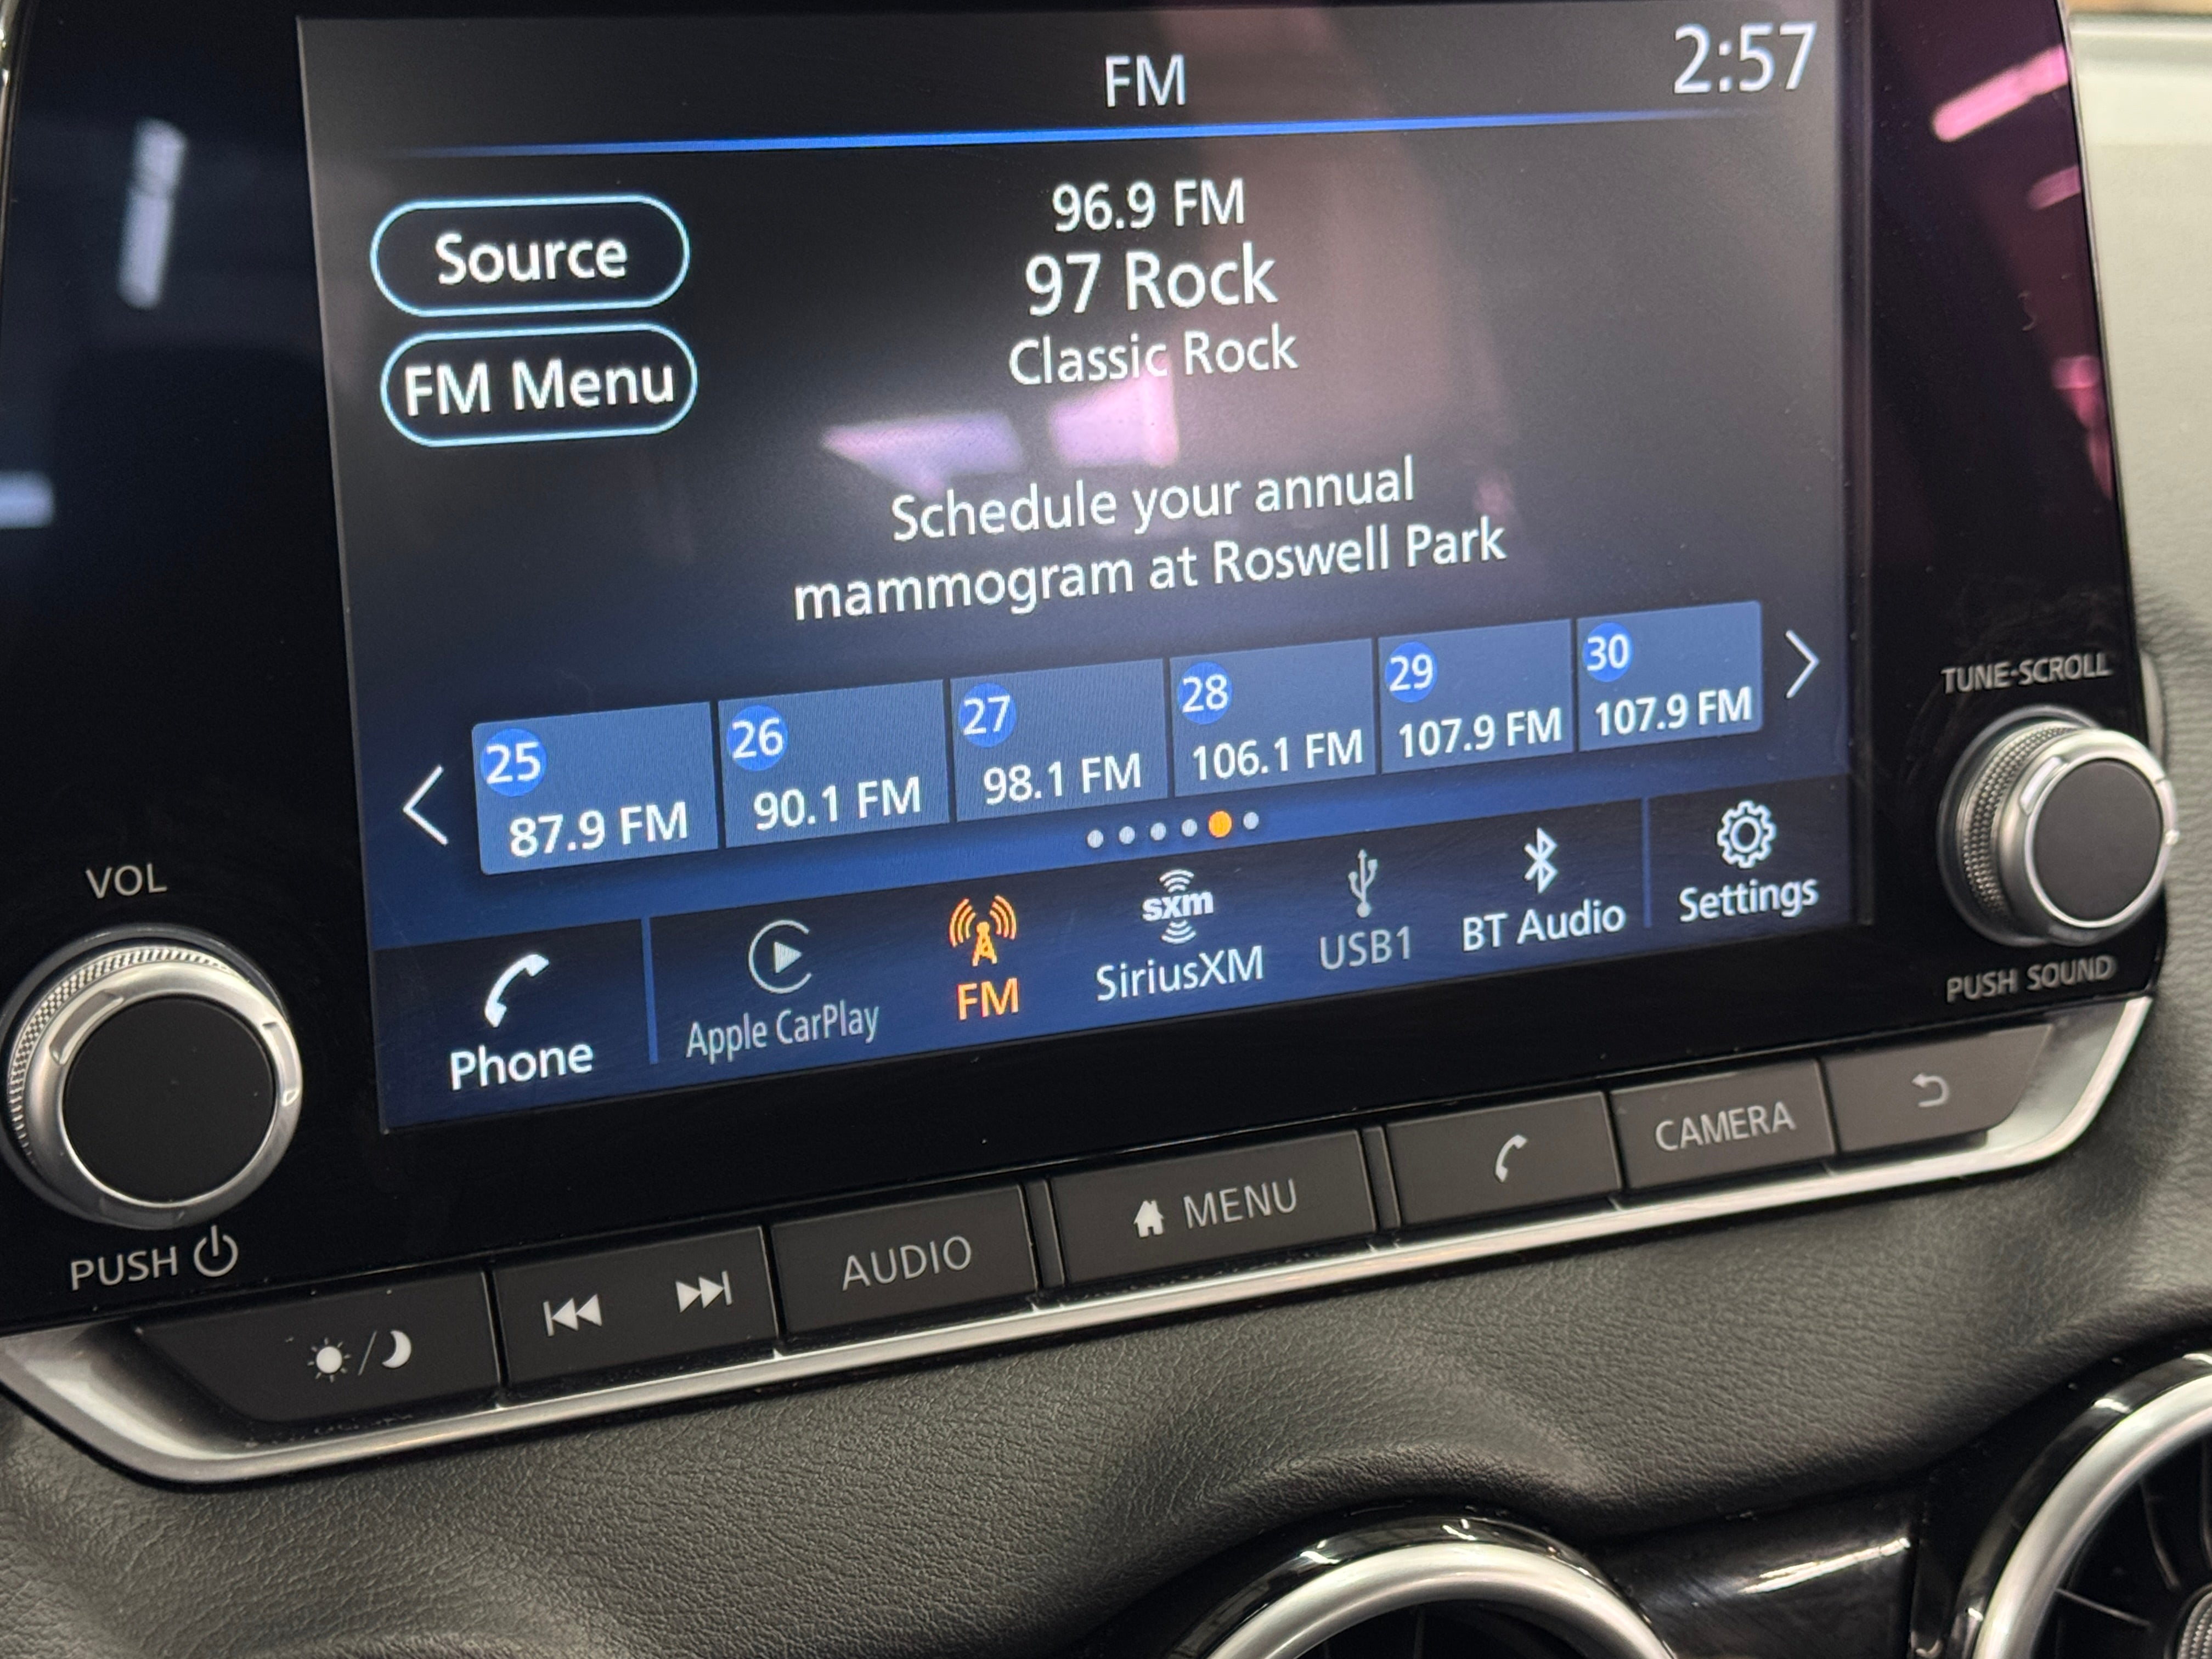 FM
2:57
Source
FM Menu
96.9 FM
97 Rock
Classic Rock
Schedule your annual
mammogram at Roswell Park
25
87.9 FM
26
90.1 FM
27
98.1 FM
28
106.1 FM
29
107.9 FM
30
107.9 FM
Phone
Apple CarPlay
FM
sxm
SiriusXM
USB1
BT Audio
Settings
VOL
PUSH
TUNE·SCROLL
PUSH SOUND
AUDIO
MENU
CAMERA